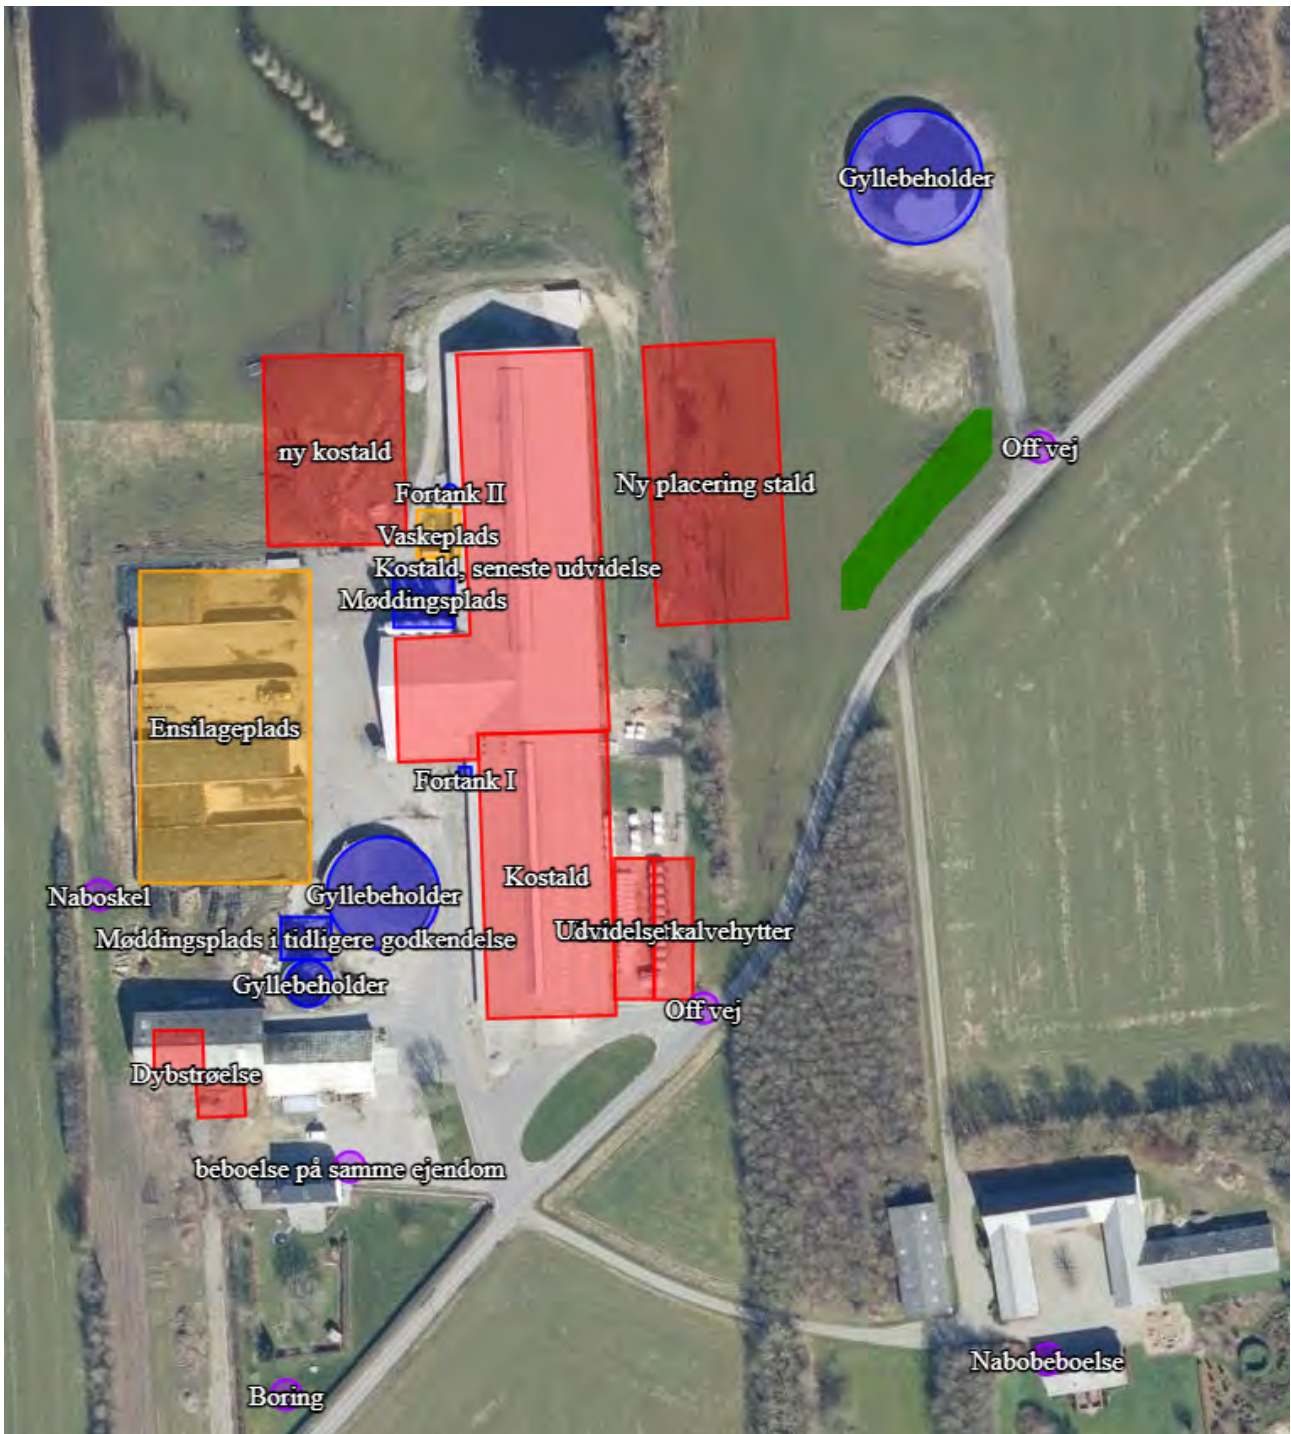 Gyllebeholder
Off vej
ny kostald
Ny placering stald
Fortank II
Vaskeplads
Kostald, seneste udvidelse
Møddingsplads
Ensilageplads
Fortank I
Kostald
Naboskel
Gyllebeholder
Udvidelse kalvehytter
Møddingsplads i tidligere godkendelse
Gyllebeholder
Off vej
Dybstrøelse
beboelse på samme ejendom
Nabobeboelse
Boring